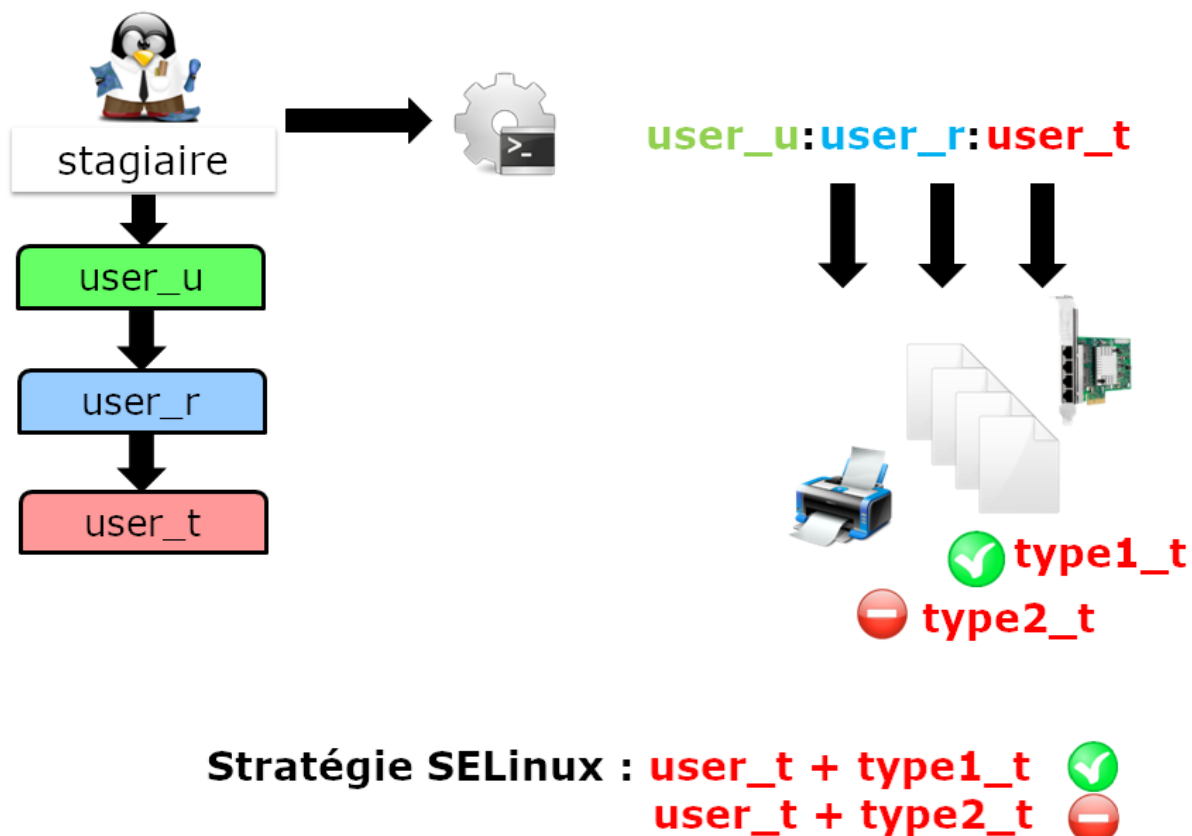 stagiaire
user_u
user_r
user_t
>_
user_u:user_r:user_t
type1_t
type2_t
Stratégie SELinux : user_t + type1_t
user_t + type2_t